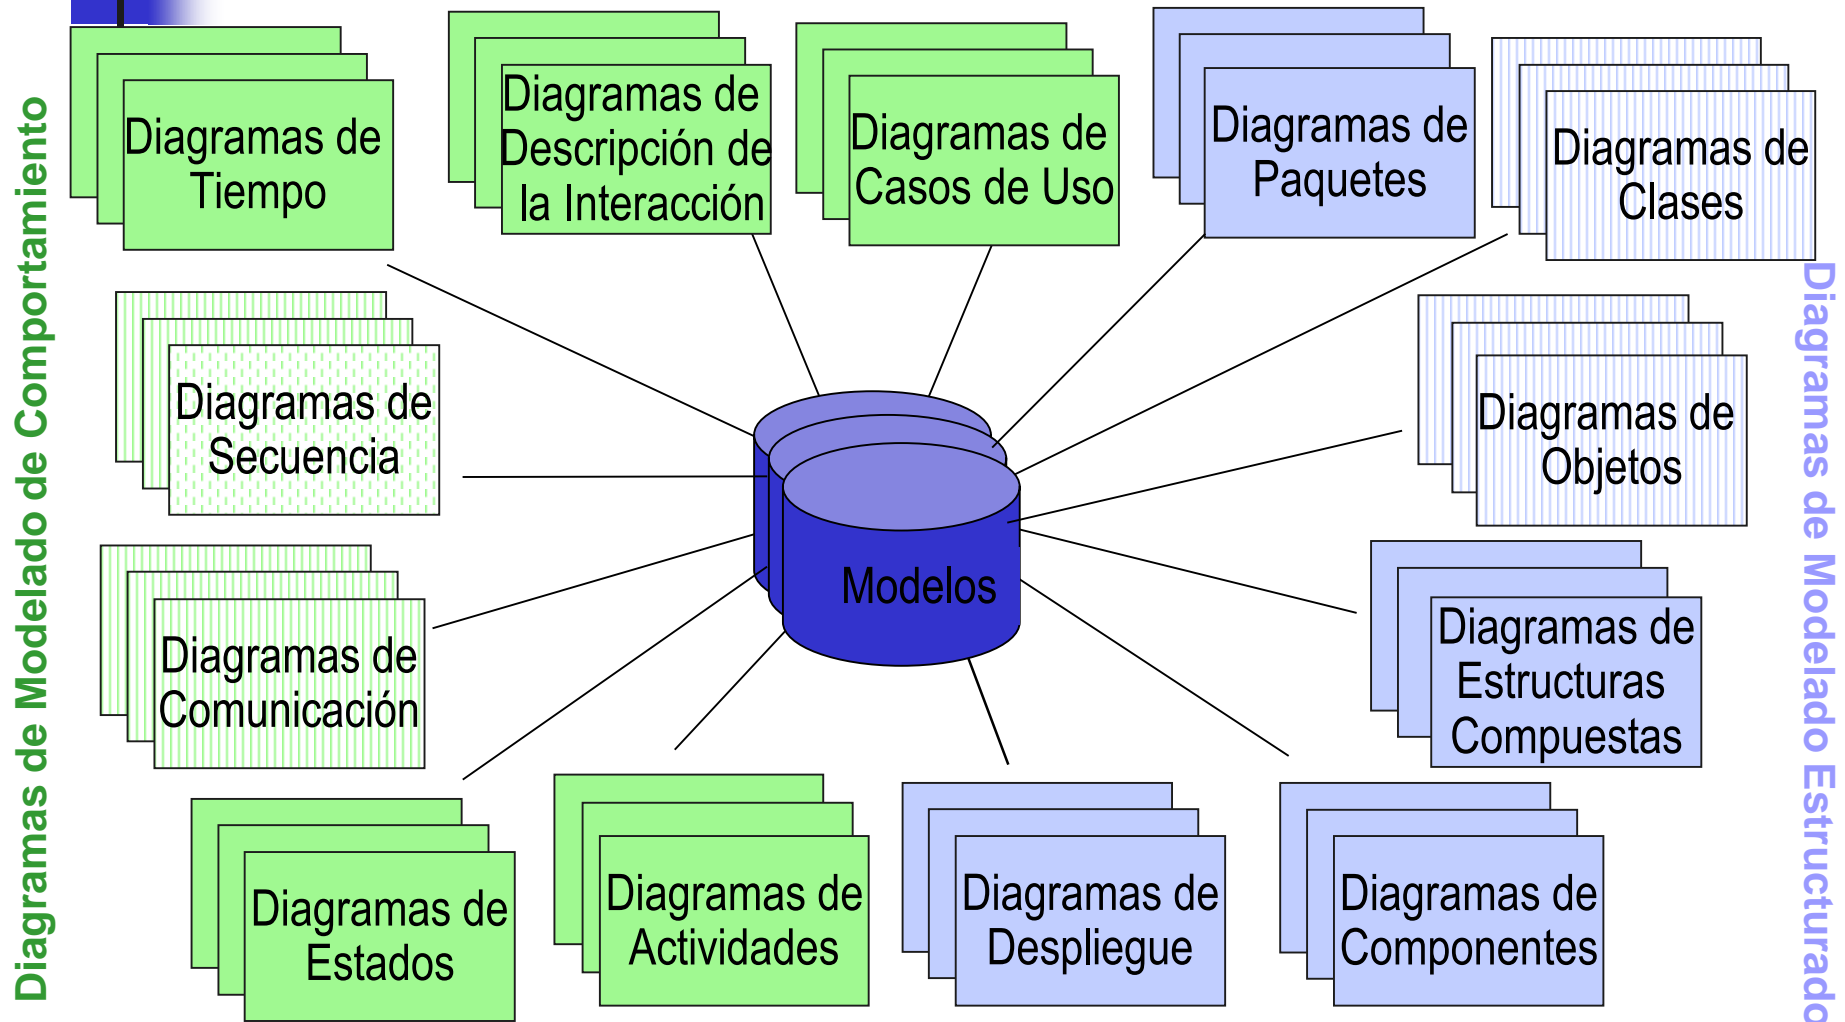 Diagramas de Modelado de Comportamiento
Diagramas de
Tiempo
Diagramas de
Descripción de
la Interacción
Diagramas de
Casos de Uso
Diagramas de
Paquetes
Diagramas de
Clases
Diagramas de
Secuencia
Diagramas de
Objetos
Modelos
Diagramas de
Comunicación
Diagramas de
Estructuras
Compuestas
Diagramas de
Estados
Diagramas de
Actividades
Diagramas de
Despliegue
Diagramas de
Componentes
Diagramas de Modelado Estructurado